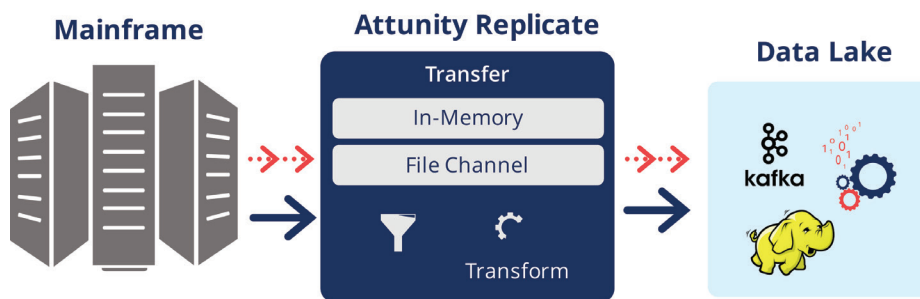 Mainframe
Attunity Replicate
Data Lake
Transfer
In-Memory
File Channel
Transform
kafka